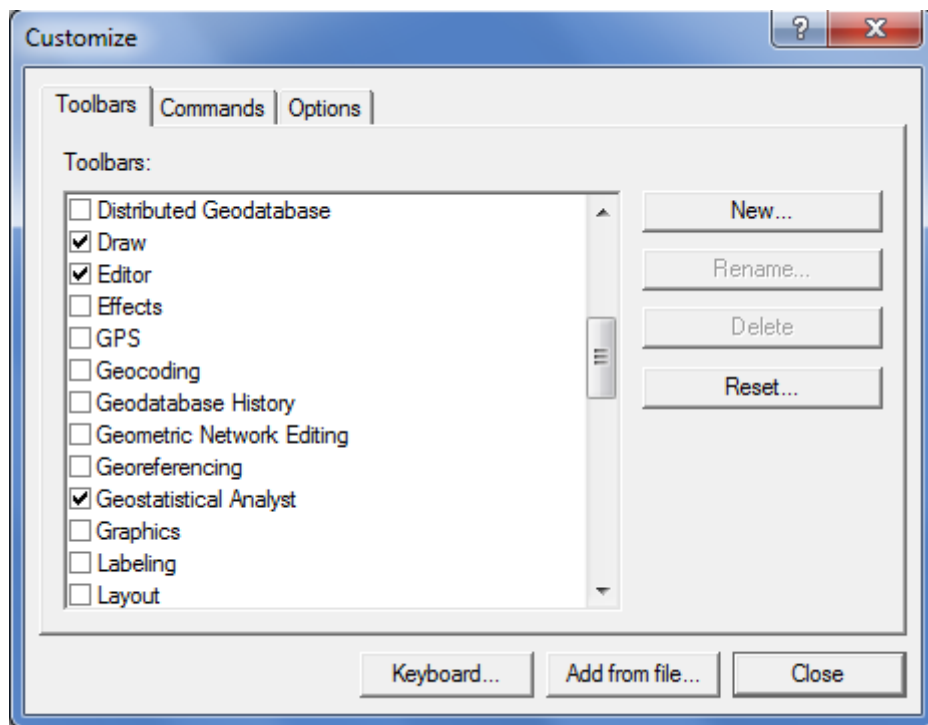 Customize
Toolbars Commands Options
Toolbars:
Distributed Geodatabase
Draw
Editor
Effects
GPS
Geocoding
Geodatabase History
Geometric Network Editing
Georeferencing
Geostatistical Analyst
Graphics
Labeling
Layout
New...
Rename...
Delete
Reset...
Keyboard... Add from file... Close